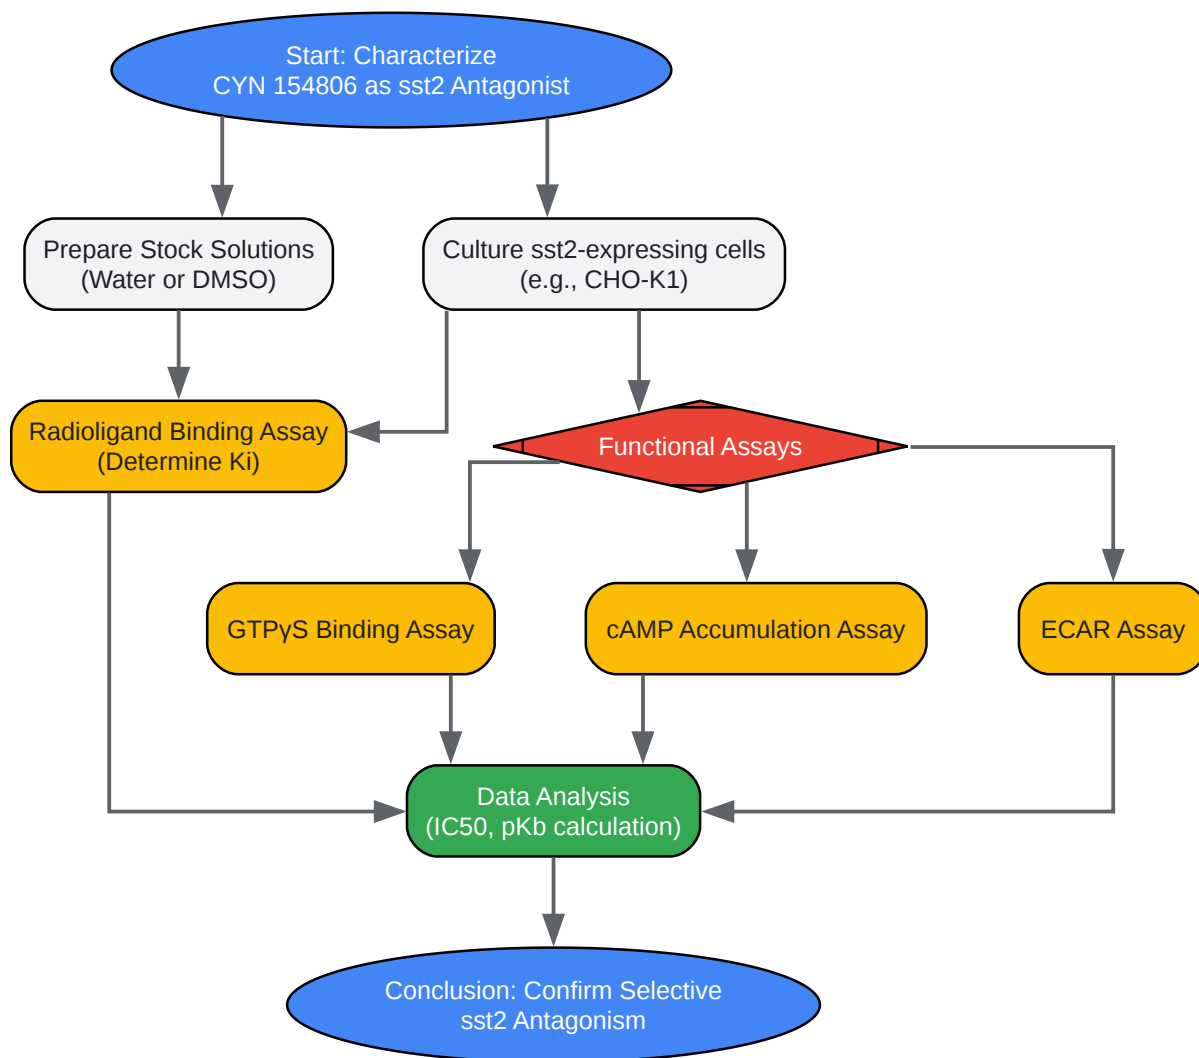 Start: Characterize
CYN 154806 as sst2 Antagonist
Prepare Stock Solutions
(Water or DMSO)
Culture sst2-expressing cells
(e.g., CHO-K1)
Radioligand Binding Assay
(Determine Ki)
Functional Assays
GTPγS Binding Assay
cAMP Accumulation Assay
ECAR Assay
Data Analysis
(IC50, pKb calculation)
Conclusion: Confirm Selective
sst2 Antagonism